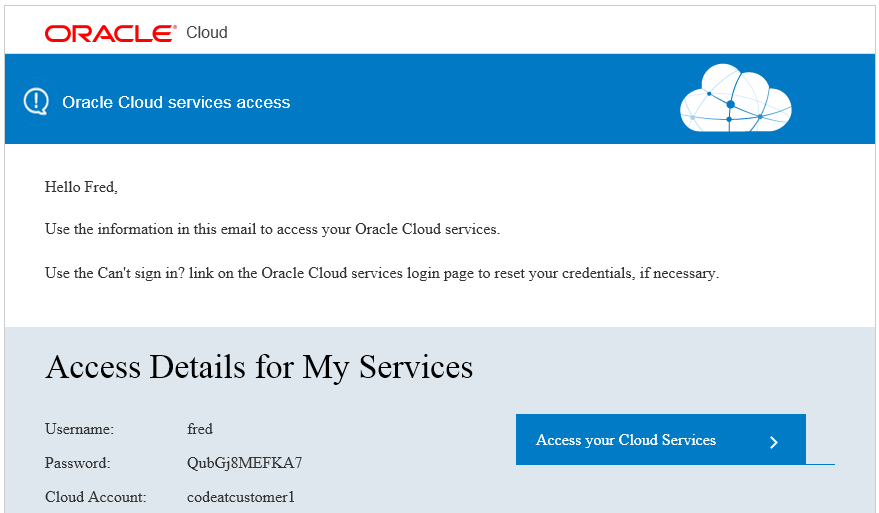 ORACLE® Cloud
Oracle Cloud services access
Hello Fred,
Use the information in this email to access your Oracle Cloud services.
Use the Can't sign in? link on the Oracle Cloud services login page to reset your credentials, if necessary.
Access Details for My Services
Username: fred
Password: QubGj8MEFKA7
Cloud Account: codeatcustomer1
Access your Cloud Services